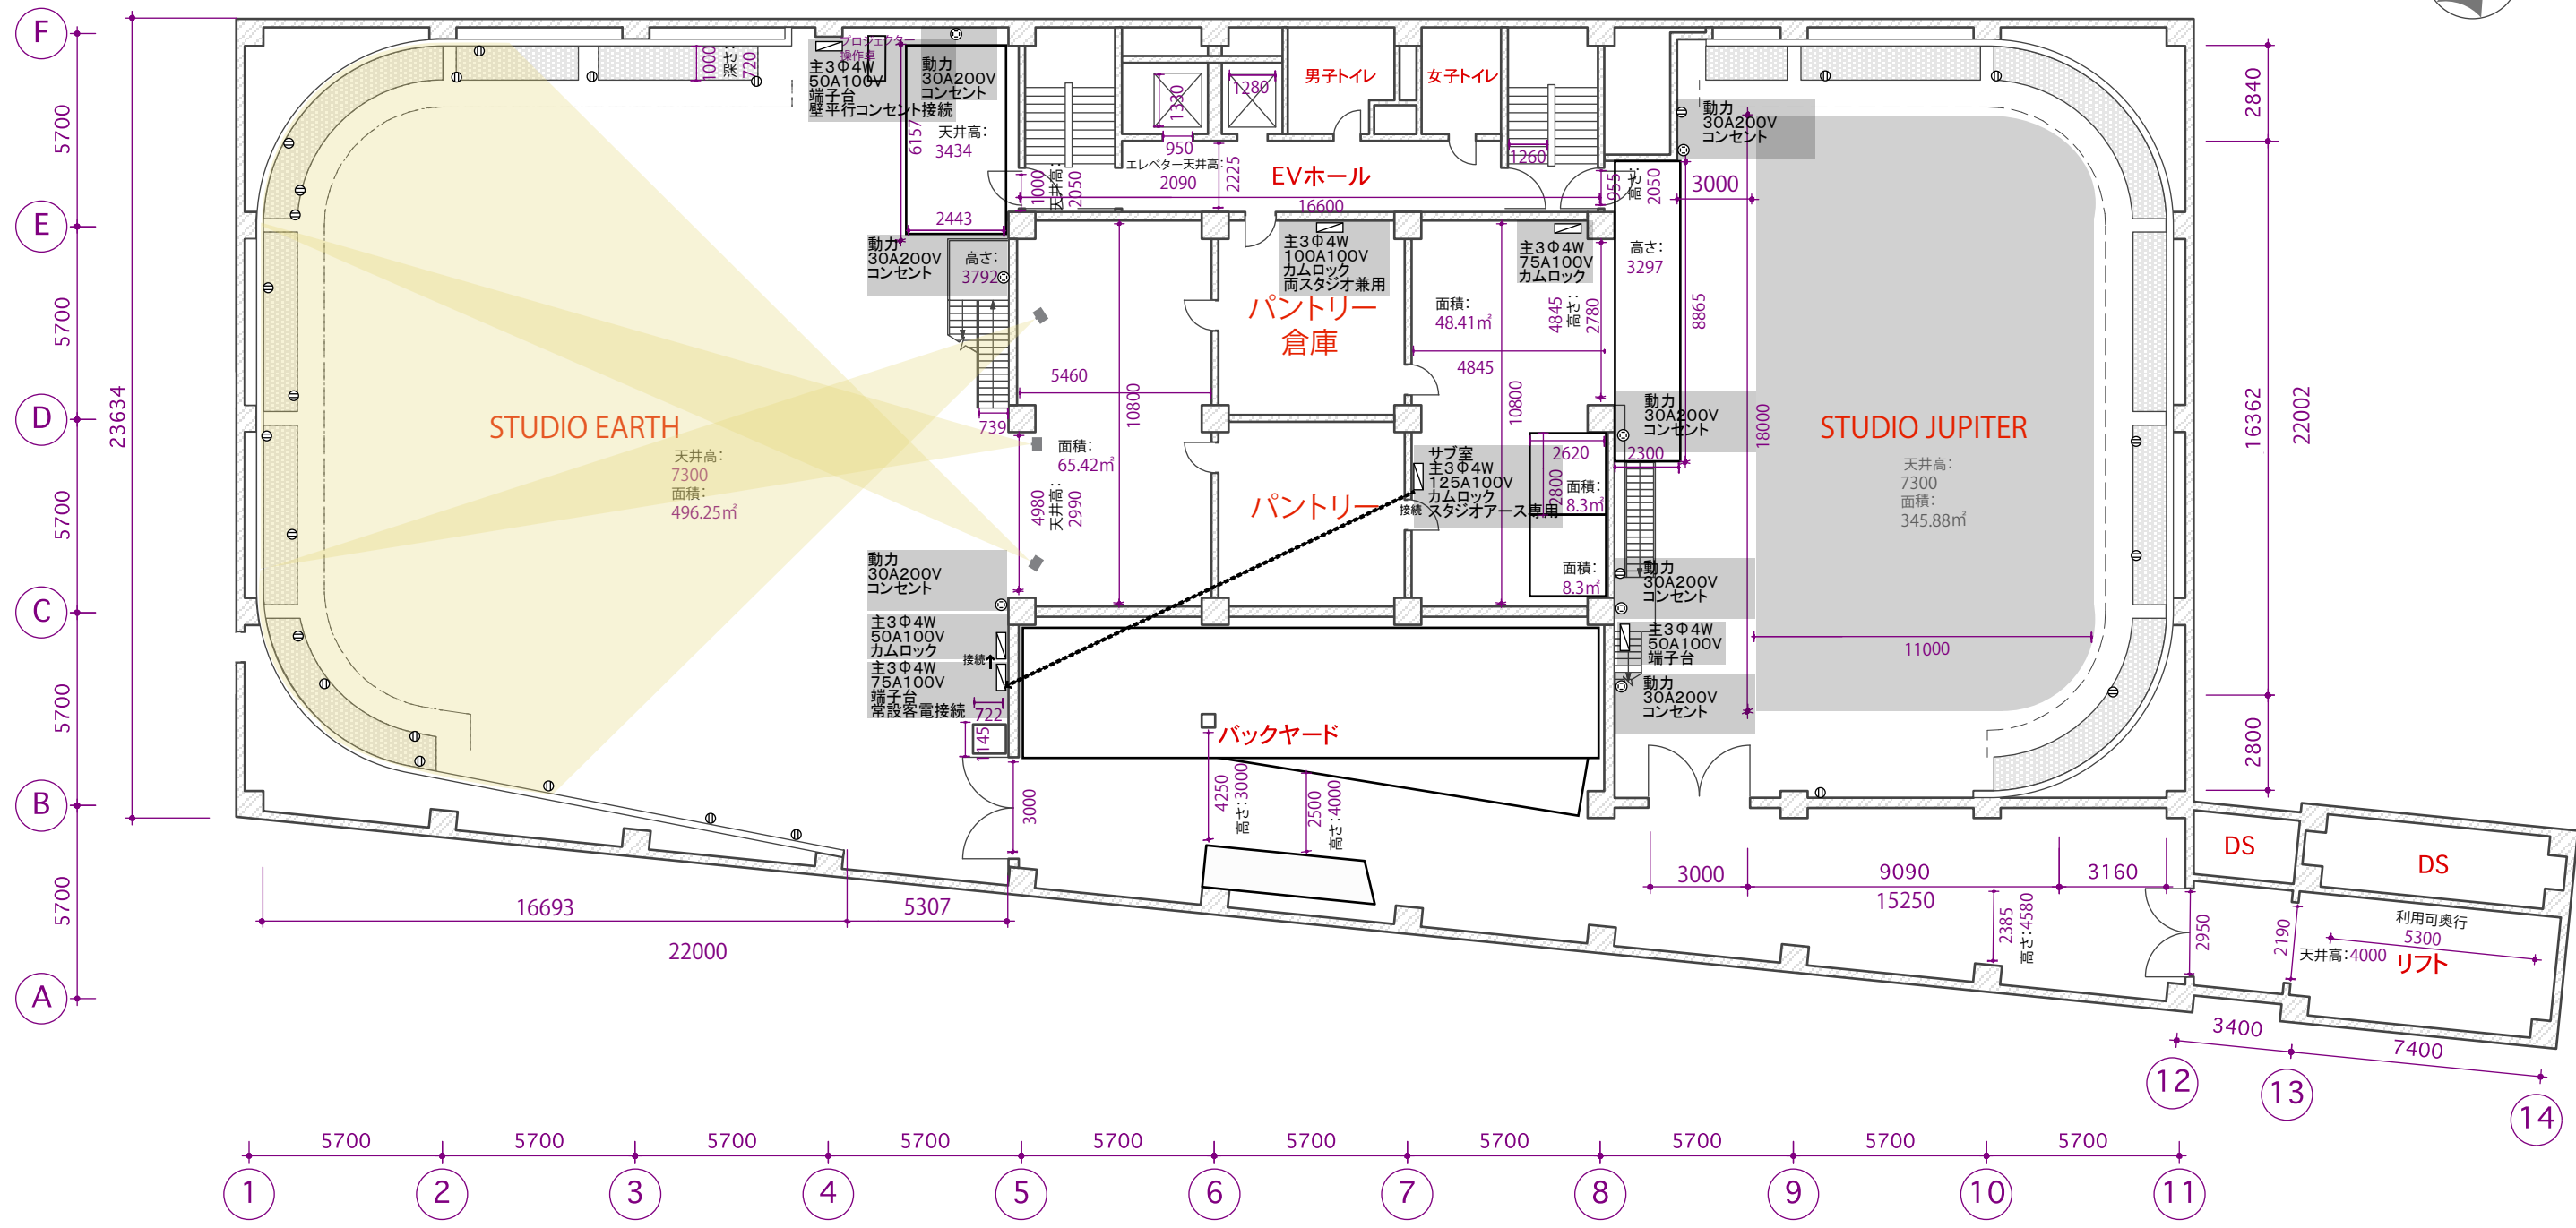 F
E
D
C
B
A
5700
5700
5700
5700
5700
23634
1000
深さ:
720
プロジェクター
操作卓
主3Φ4W
50A100V
端子台
壁平行コンセント接続
動力
30A200V
コンセント
天井高:
3434
6157
2443
動力
30A200V
コンセント
高さ:
3792
739
STUDIO EARTH
天井高:
7300
面積:
496.25㎡
動力
30A200V
コンセント
主3Φ4W
50A100V
カムロック
接続
主3Φ4W
75A100V
端子台
常設客電接続
722
145
3000
16693
5307
22000
1330
1280
950
エレベター天井高:
2090
2225
男子トイレ
女子トイレ
1260
EVホール
16600
1000
天井高:
2050
955
高さ:
2050
5460
10800
面積:
65.42㎡
4980
天井高:
2990
主3Φ4W
100A100V
カムロック
両スタジオ兼用
パントリー
倉庫
パントリー
主3Φ4W
75A100V
カムロック
面積:
48.41㎡
4845
高さ:
2780
4845
10800
サブ室
主3Φ4W
125A100V
カムロック
スタジオアース専用
接続
2620
2800
面積:
8.3㎡
面積:
8.3㎡
バックヤード
4250
高さ:3000
2500
高さ:4000
動力
30A200V
コンセント
3000
高さ:
3297
8865
動力
30A200V
コンセント
2300
18000
STUDIO JUPITER
天井高:
7300
面積:
345.88㎡
動力
30A200V
コンセント
主3Φ4W
50A100V
端子台
動力
30A200V
コンセント
11000
2840
16362
22002
2800
3000
9090
3160
15250
2385
高さ:4580
2950
2190
DS
DS
利用可奥行
5300
天井高:4000
リフト
3400
7400
12
13
14
5700
5700
5700
5700
5700
5700
5700
5700
5700
5700
1
2
3
4
5
6
7
8
9
10
11